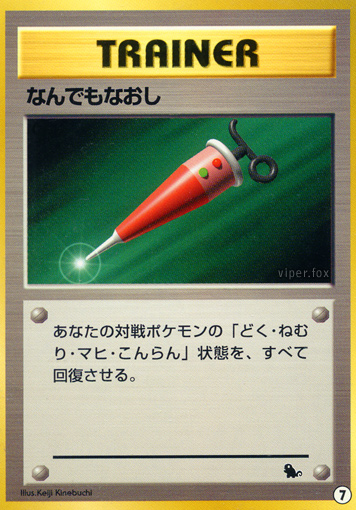 TRAINER
なんでもなおし
viper.fox
あなたの対戦ポケモンの「どく・ねむ
り・マヒ・こんらん」状態を、すべて
回復させる。
Illus.Keiji Kinebuchi
7